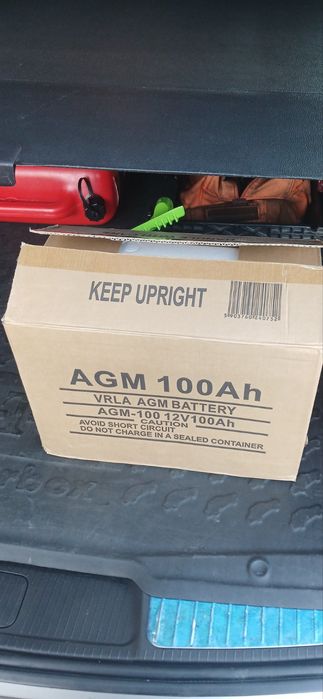 KEEP UPRIGHT
AGM 100Ah
VRLA AGM BATTERY
AGM-100 12V100Ah
CAUTION
AVOID SHORT CIRCUIT
DO NOT CHARGE IN A SEALED CONTAINER